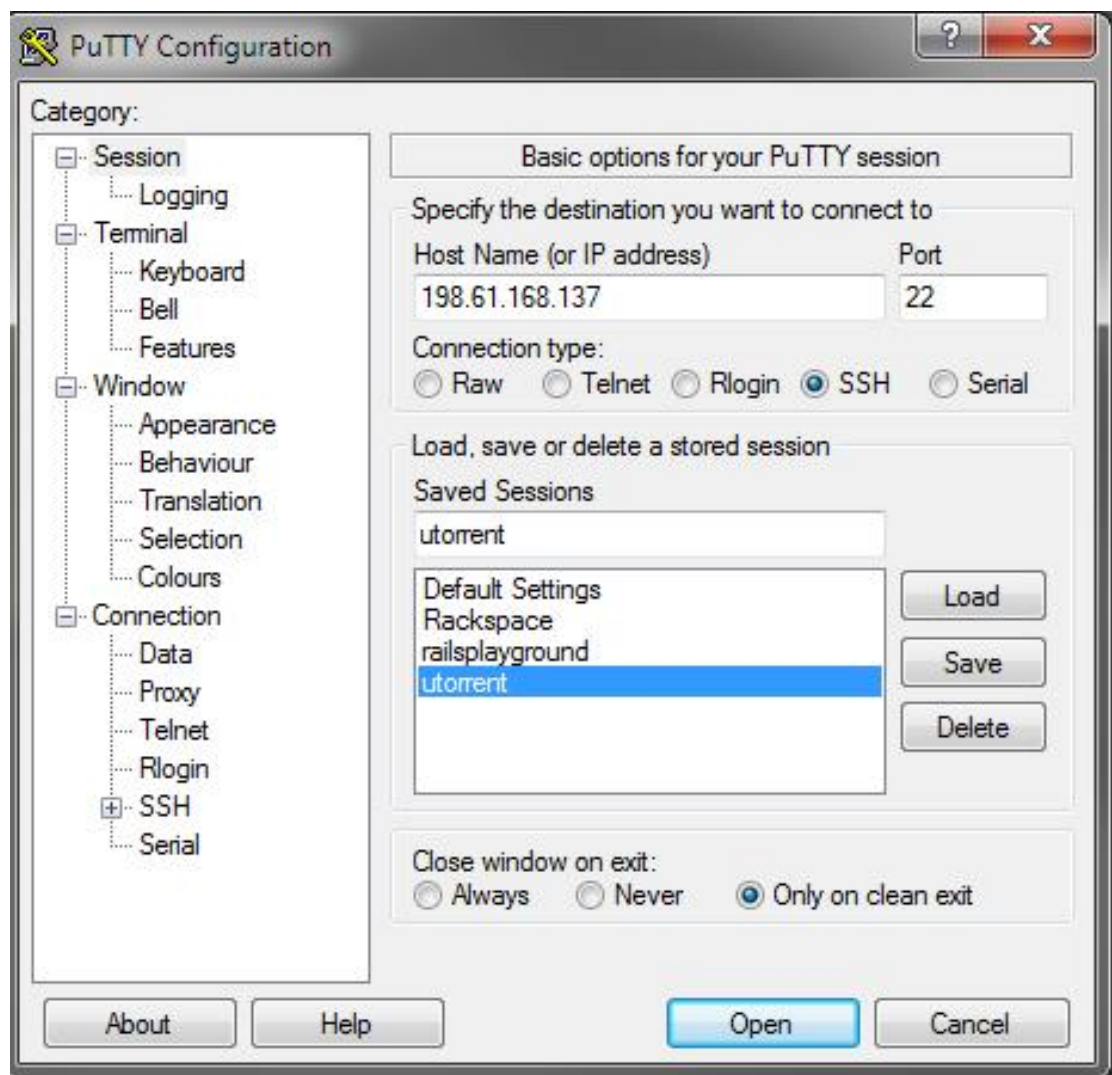 PuTTY Configuration
Category:
Session
Logging
Terminal
Keyboard
Bell
Features
Window
Appearance
Behaviour
Translation
Selection
Colours
Connection
Data
Proxy
Telnet
Rlogin
SSH
Serial
Basic options for your PuTTY session
Specify the destination you want to connect to
Host Name (or IP address) Port
198.61.168.137 22
Connection type:
Raw Telnet Rlogin SSH Serial
Load, save or delete a stored session
Saved Sessions
utorrent
Default Settings
Rackspace
railsplayground
utorrent
Load
Save
Delete
Close window on exit:
Always Never Only on clean exit
About Help Open Cancel